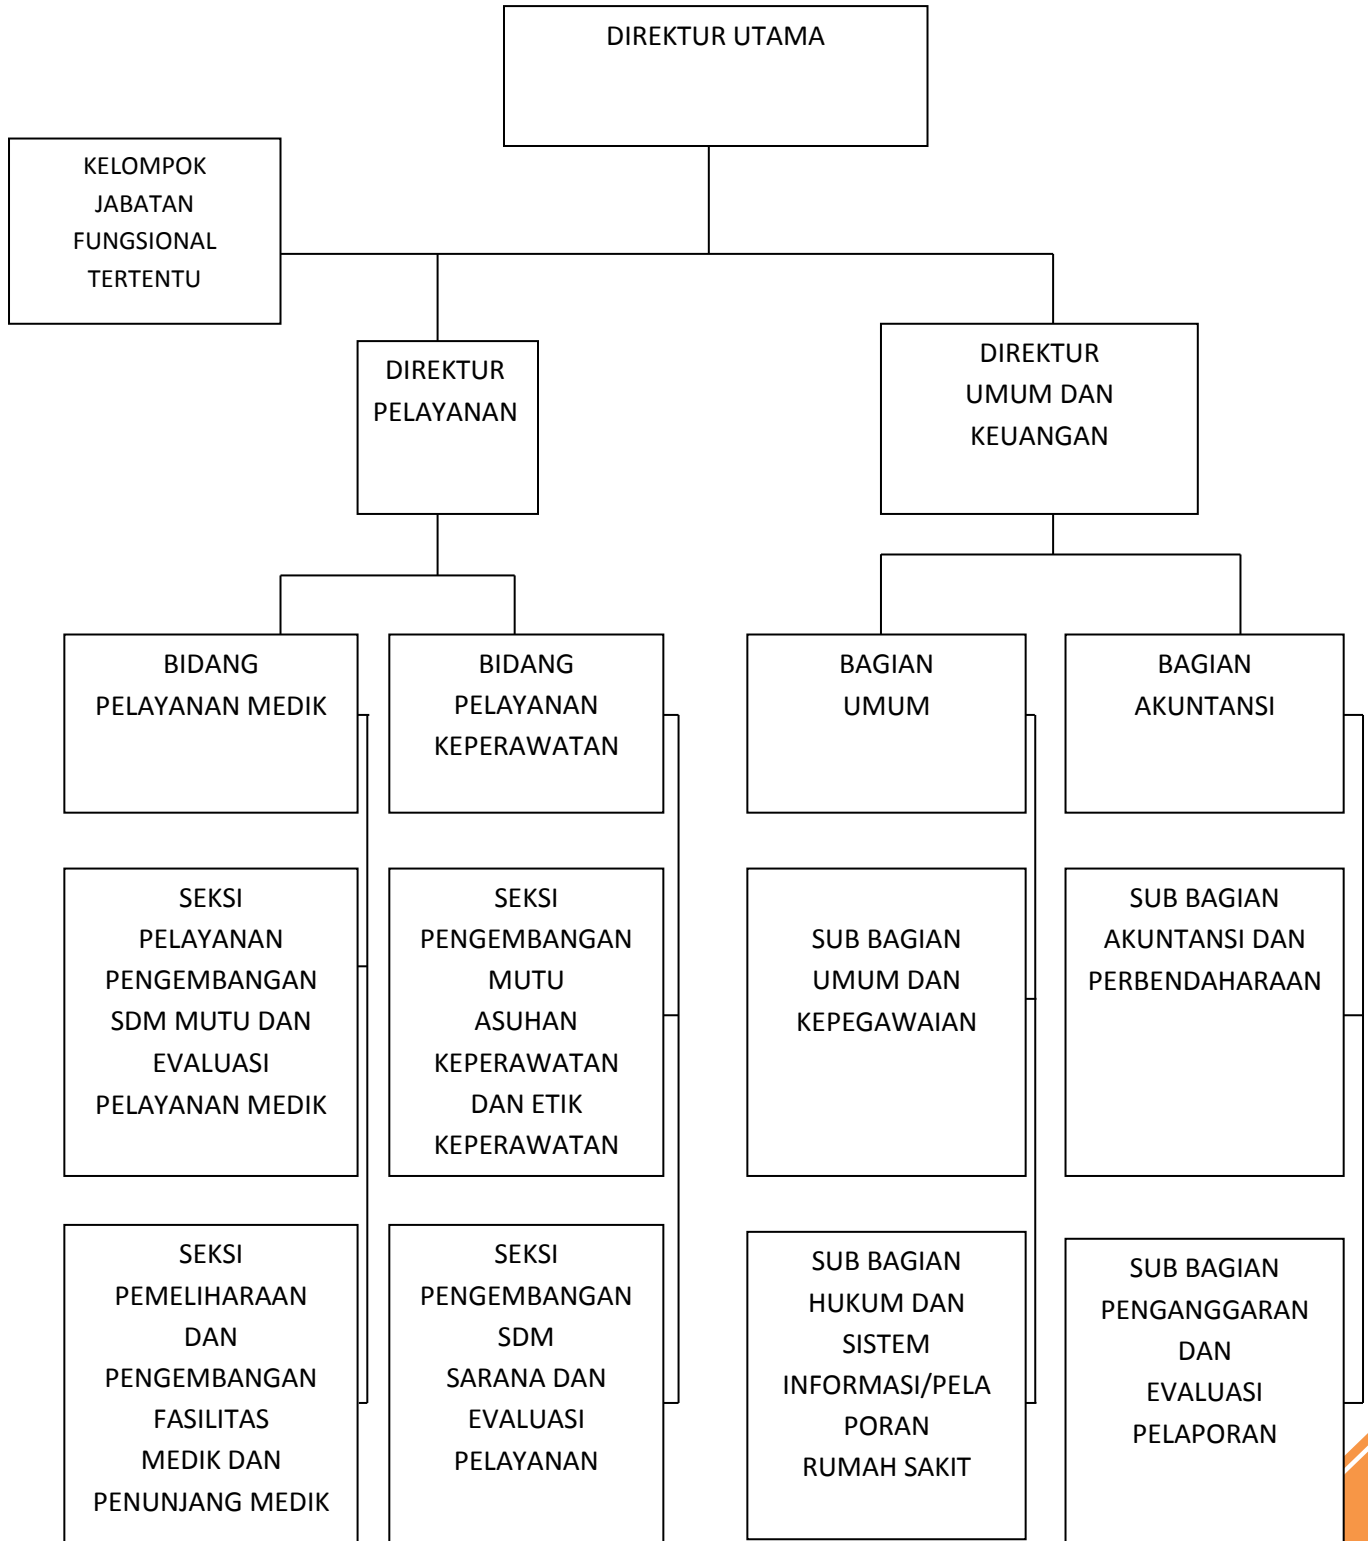 DIREKTUR UTAMA
KELOMPOK
JABATAN
FUNGSIONAL
TERTENTU
DIREKTUR
PELAYANAN
DIREKTUR
UMUM DAN
KEUANGAN
BIDANG
PELAYANAN MEDIK
BIDANG
PELAYANAN
KEPERAWATAN
BAGIAN
UMUM
BAGIAN
AKUNTANSI
SEKSI
PELAYANAN
PENGEMBANGAN
SDM MUTU DAN
EVALUASI
PELAYANAN MEDIK
SEKSI
PENGEMBANGAN
MUTU
ASUHAN
KEPERAWATAN
DAN ETIK
KEPERAWATAN
SUB BAGIAN
UMUM DAN
KEPEGAWAIAN
SUB BAGIAN
AKUNTANSI DAN
PERBENDAHARAAN
SEKSI
PEMELIHARAAN
DAN
PENGEMBANGAN
FASILITAS
MEDIK DAN
PENUNJANG MEDIK
SEKSI
PENGEMBANGAN
SDM
SARANA DAN
EVALUASI
PELAYANAN
SUB BAGIAN
HUKUM DAN
SISTEM
INFORMASI/PELA
PORAN
RUMAH SAKIT
SUB BAGIAN
PENGANGGARAN
DAN
EVALUASI
PELAPORAN